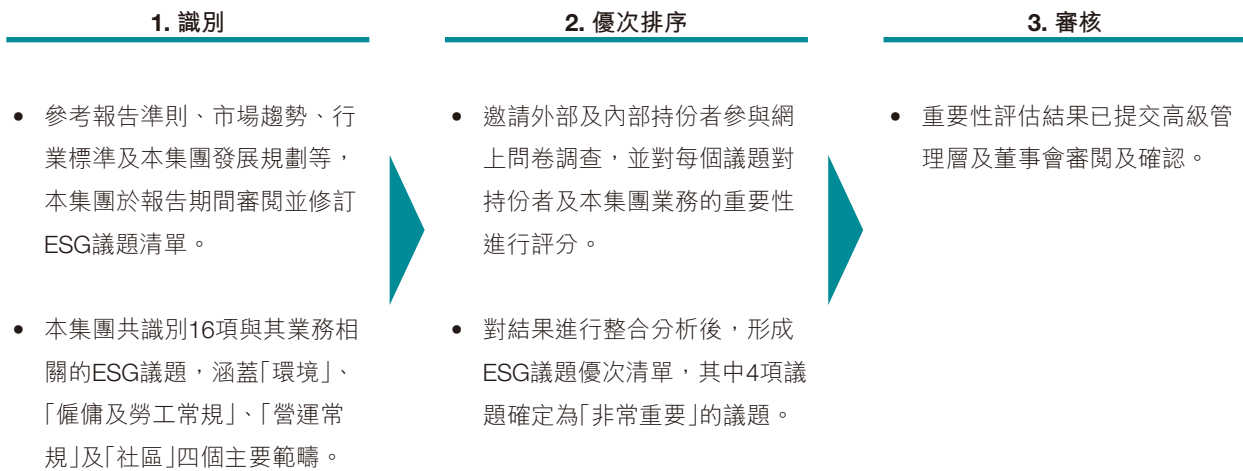 1. 識別
• 參考報告準則、市場趨勢、行
業標準及本集團發展規劃等，
本集團於報告期間審閱並修訂
ESG議題清單。
• 本集團共識別16項與其業務相
關的ESG議題，涵蓋「環境」、
「僱傭及勞工常規」、「營運常
規」及「社區」四個主要範疇。
2. 優次排序
• 邀請外部及內部持份者參與網
上問卷調查，並對每個議題對
持份者及本集團業務的重要性
進行評分。
• 對結果進行整合分析後，形成
ESG議題優次清單，其中4項議
題確定為「非常重要」的議題。
3. 審核
• 重要性評估結果已提交高級管
理層及董事會審閱及確認。